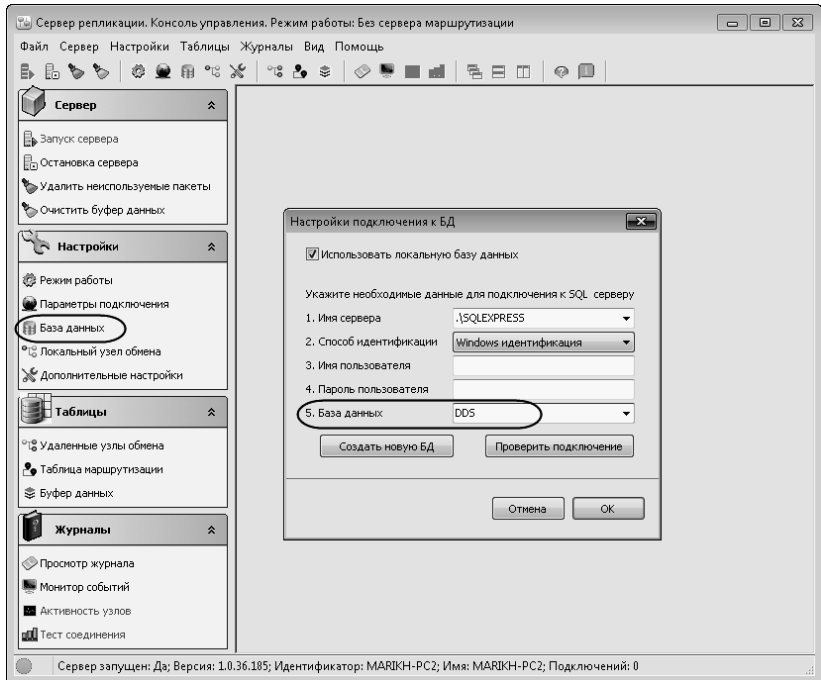 Сервер репликации. Консоль управления. Режим работы: Без сервера маршрутизации
Файл Сервер Настройки Таблицы Журналы Вид Помощь
Сервер
Запуск сервера
Остановка сервера
Удалить неиспользуемые пакеты
Очистить буфер данных
Настройки
Режим работы
Параметры подключения
База данных
Локальный узел обмена
Дополнительные настройки
Таблицы
Удаленные узлы обмена
Таблица маршрутизации
Буфер данных
Журналы
Просмотр журнала
Монитор событий
Активность узлов
Тест соединения
Настройки подключения к БД
Использовать локальную базу данных
Укажите необходимые данные для подключения к SQL серверу
1. Имя сервера .\SQLEXPRESS
2. Способ идентификации Windows идентификация
3. Имя пользователя
4. Пароль пользователя
5. База данных DDS
Создать новую БД Проверить подключение
Отмена OK
Сервер запущен: Да; Версия: 1.0.36.185; Идентификатор: MARIKH-PC2; Имя: MARIKH-PC2; Подключений: 0